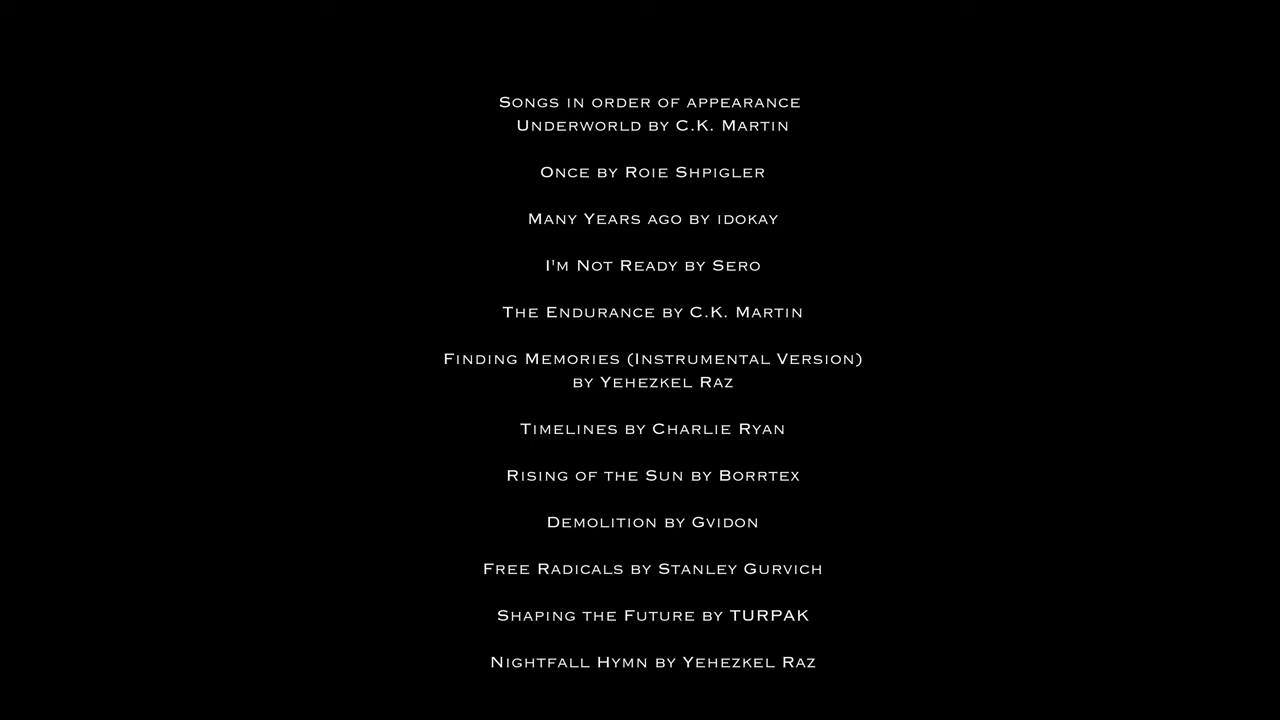 Songs in order of appearance
Underworld by C.K. Martin
Once by Roie Shpigler
Many Years ago by idokay
I'm Not Ready by Sero
The Endurance by C.K. Martin
Finding Memories (Instrumental Version)
by Yehezkel Raz
Timelines by Charlie Ryan
Rising of the Sun by Borrtex
Demolition by Gvidon
Free Radicals by Stanley Gurvich
Shaping the Future by TURPAK
Nightfall Hymn by Yehezkel Raz